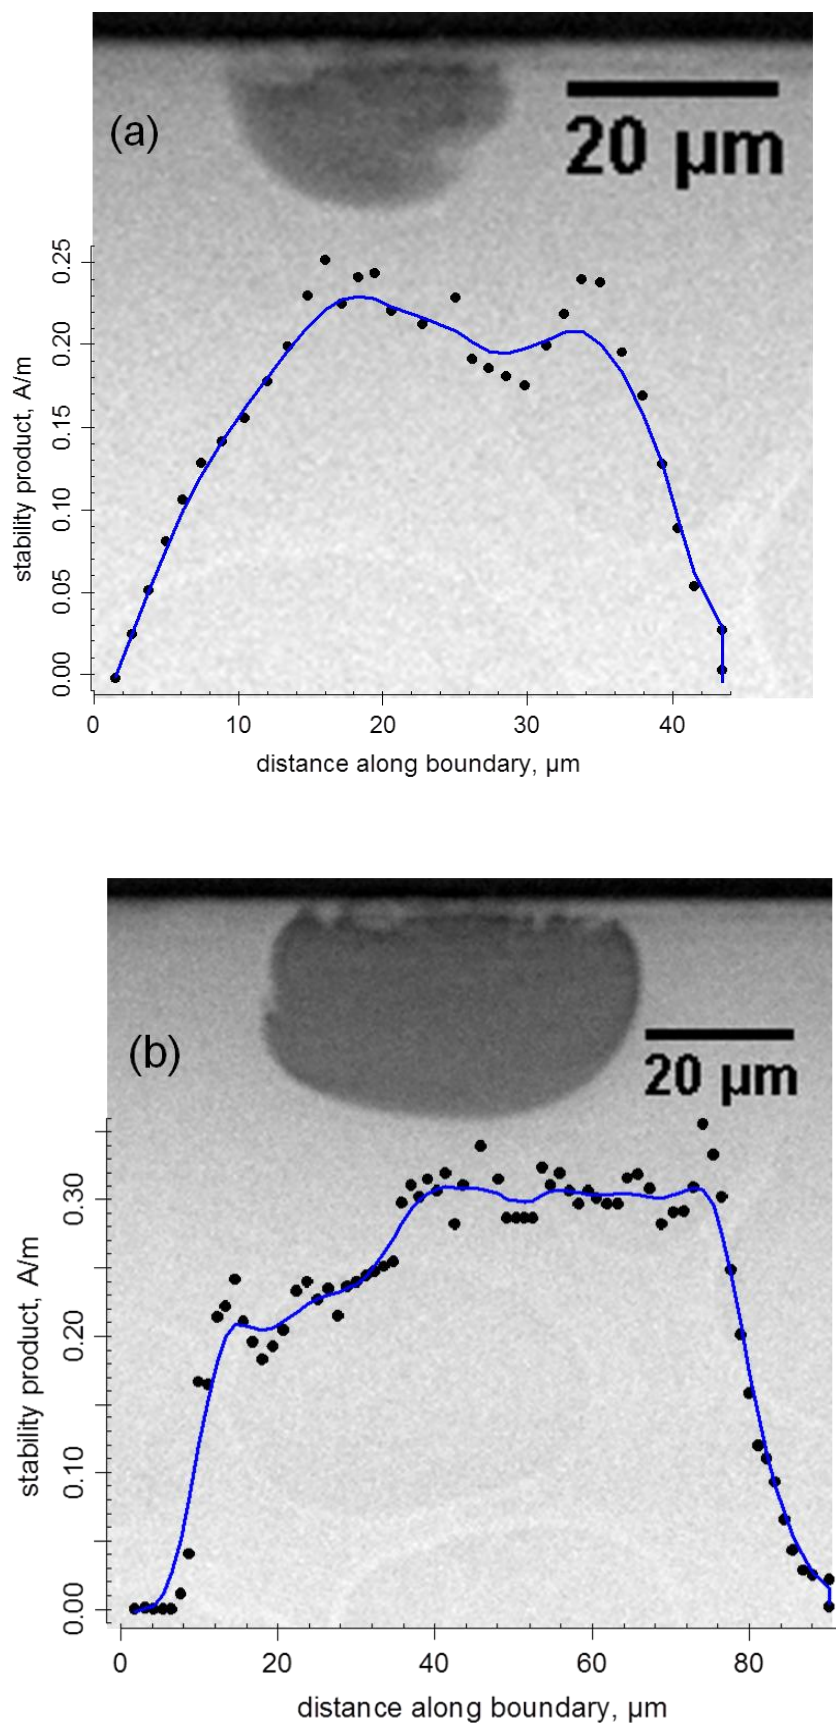 (a)
20 µm
0.25
0.20
0.15
0.10
0.05
0.00
stability product, A/m
0 10 20 30 40
distance along boundary, µm
(b)
20 µm
0.30
0.20
0.10
0.00
stability product, A/m
0 20 40 60 80
distance along boundary, µm